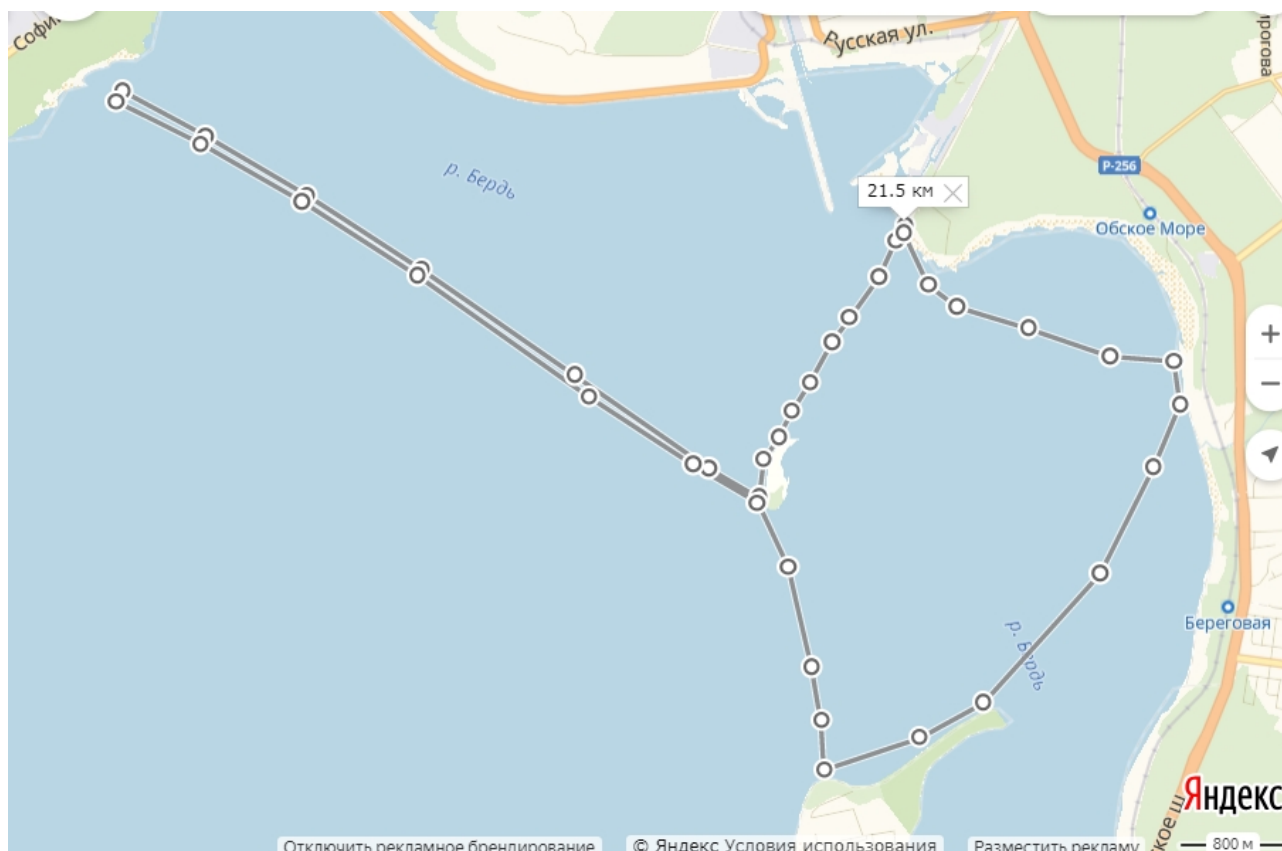 Софи
Русская ул.
рогова
р. Бердь
Р-256
21.5 км
Обское Море
Береговая
р. Бердь
ское ш
Яндекс
Отключить рекламное брендирование
© Яндекс Условия использования
Разместить рекламу
800 м